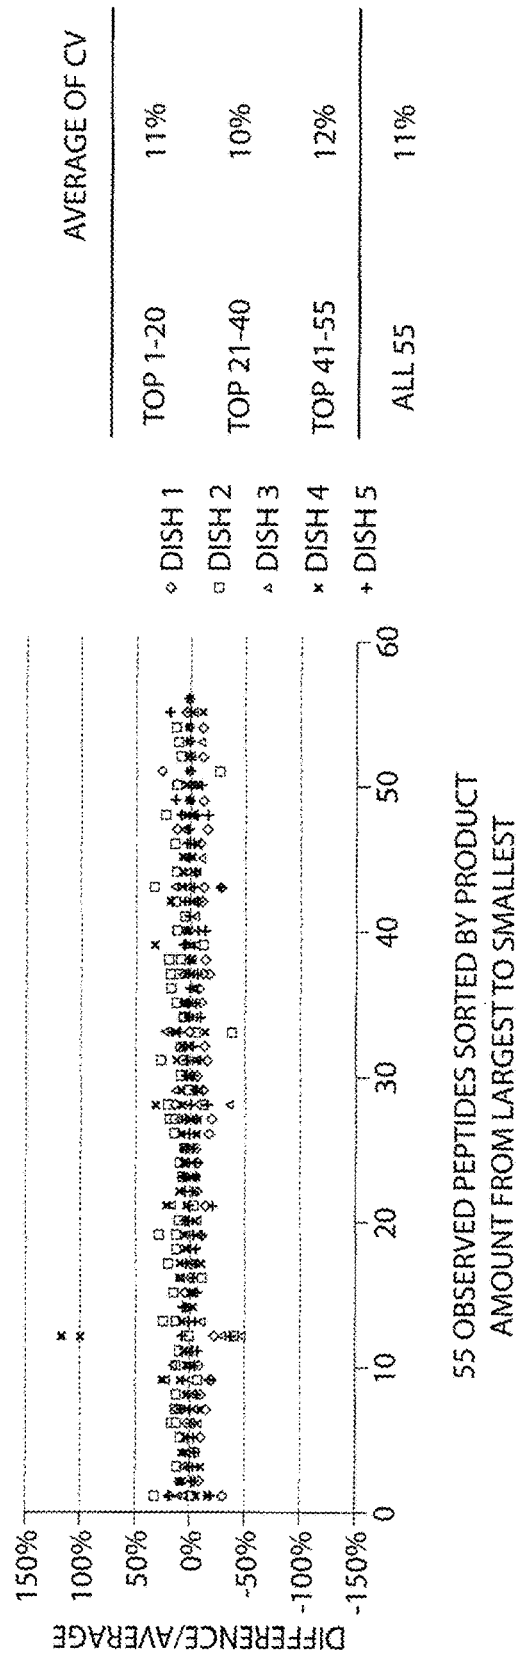 DIFFERENCE/AVERAGE
150%
100%
50%
0%
-50%
-100%
-150%
0
10
20
30
40
50
60
55 OBSERVED PEPTIDES SORTED BY PRODUCT
AMOUNT FROM LARGEST TO SMALLEST
DISH 1
DISH 2
DISH 3
DISH 4
DISH 5
AVERAGE OF CV
TOP 1-20 11%
TOP 21-40 10%
TOP 41-55 12%
ALL 55 11%